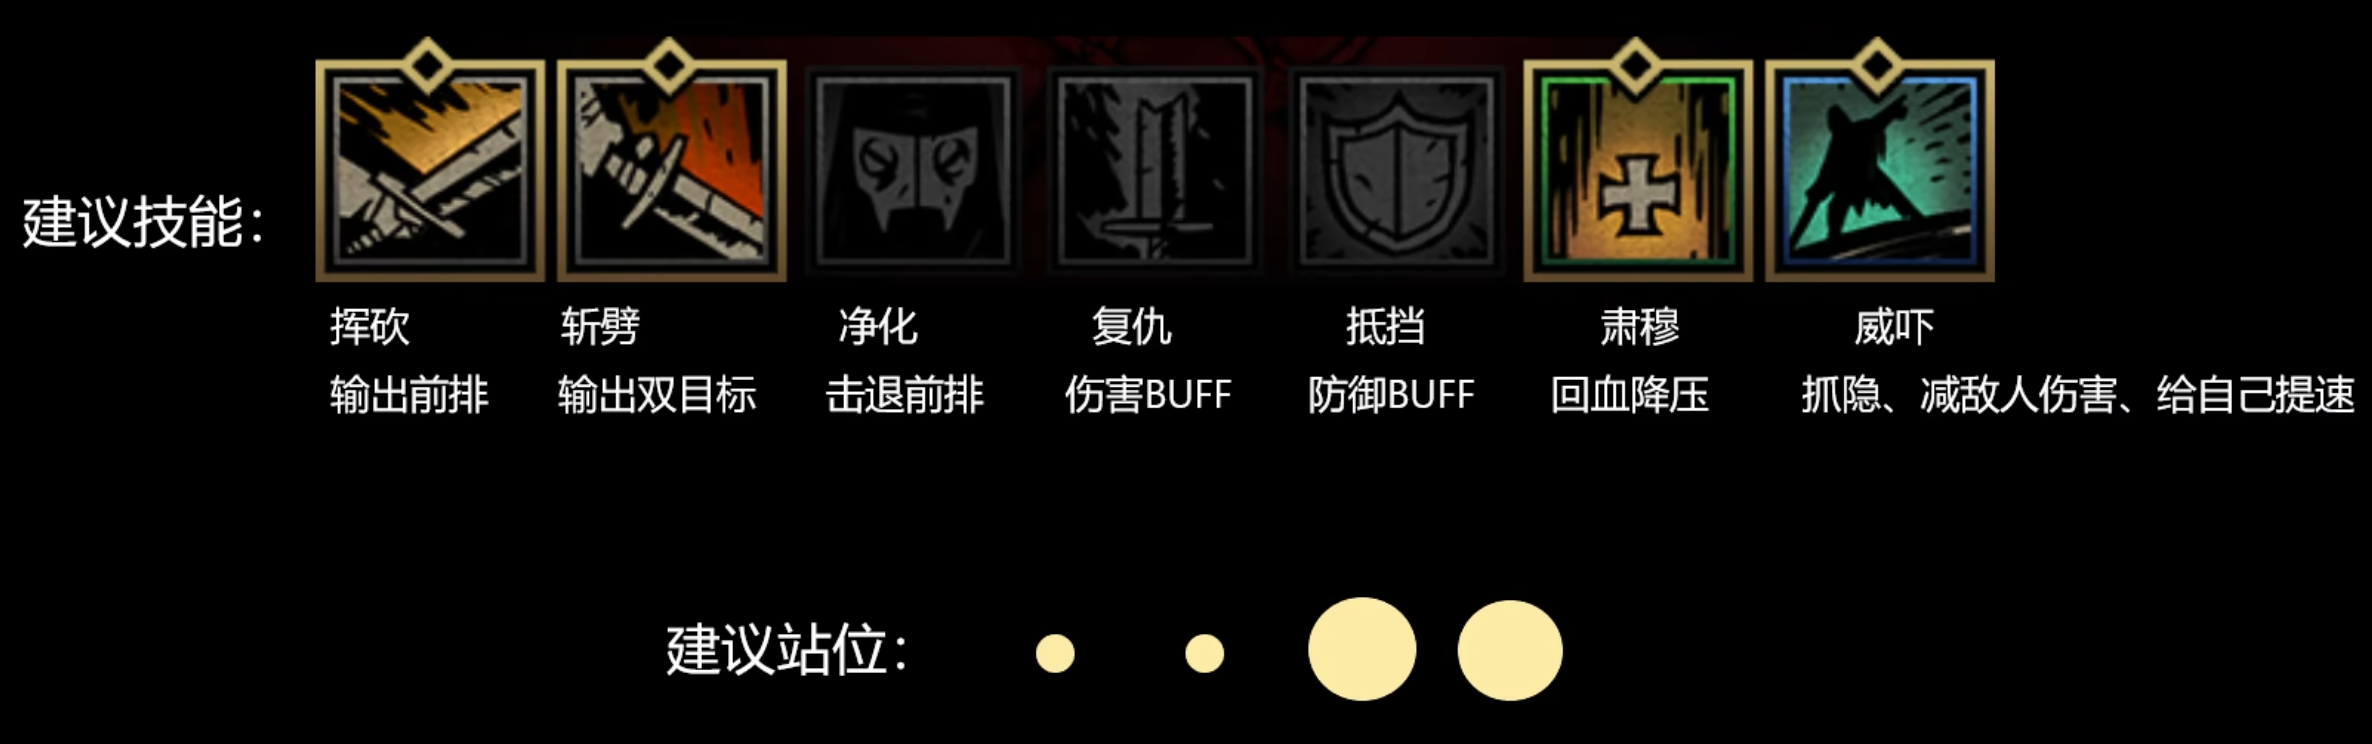 建议技能：
挥砍 斩劈 净化 复仇 抵挡 肃穆 威吓
输出前排 输出双目标 击退前排 伤害BUFF 防御BUFF 回血降压 抓隐、减敌人伤害、给自己提速
建议站位：